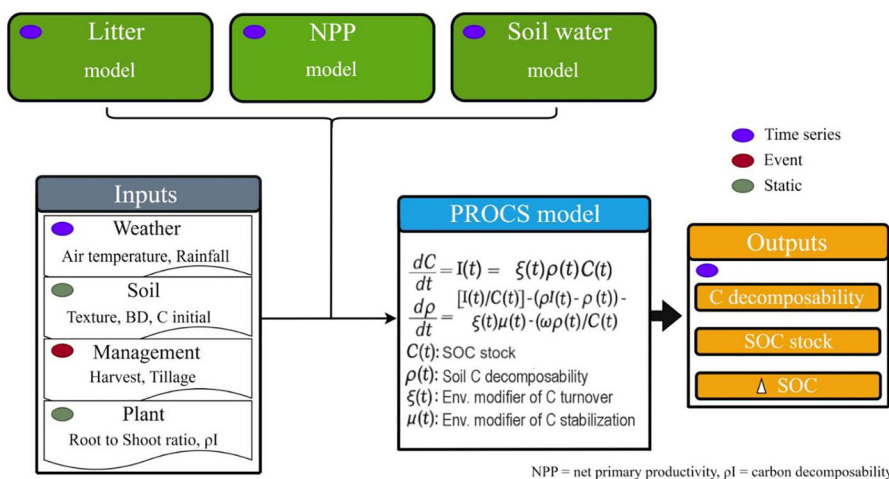 Litter
model
NPP
model
Soil water
model
Time series
Event
Static
Inputs
Weather
Air temperature, Rainfall
Soil
Texture, BD, C initial
Management
Harvest, Tillage
Plant
Root to Shoot ratio, ρI
PROCS model
dC/dt = I(t) = ξ(t)ρ(t)C(t)
dρ/dt = [I(t)/C(t)]-(ρI(t)-ρ(t))-
ξ(t)μ(t)-(ωρ(t)/C(t)
C(t): SOC stock
ρ(t): Soil C decomposability
ξ(t): Env. modifier of C turnover
μ(t): Env. modifier of C stabilization
Outputs
C decomposability
SOC stock
Δ SOC
NPP = net primary productivity, ρI = carbon decomposability